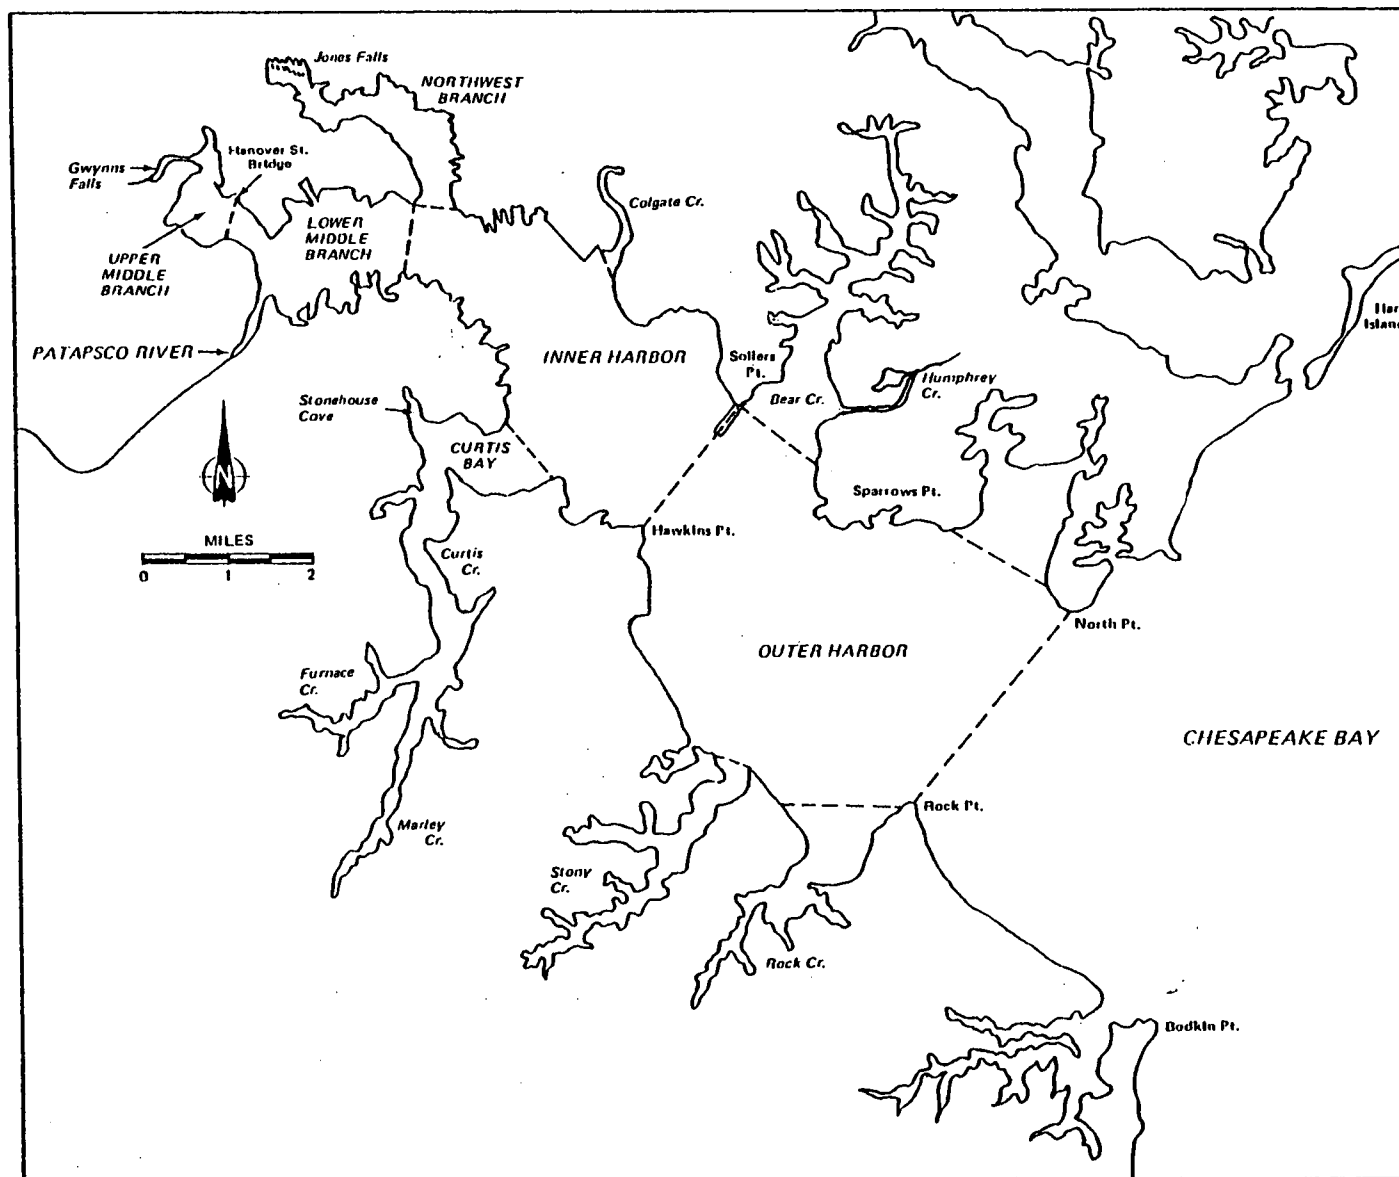 Jones Falls
NORTHWEST
BRANCH
Hanover St.
Bridge
Gwynns
Falls
Colgate Cr.
LOWER
MIDDLE
BRANCH
UPPER
MIDDLE
BRANCH
PATAPSCO RIVER
INNER HARBOR
Sollers
Pt.
Bear Cr.
Humphrey
Cr.
Island
Stonehouse
Cove
CURTIS
BAY
N
Sparrows Pt.
Hawkins Pt.
MILES
0 1 2
Curtis
Cr.
North Pt.
OUTER HARBOR
Furnace
Cr.
CHESAPEAKE BAY
Marley
Cr.
Rock Pt.
Stony
Cr.
Rock Cr.
Bodkin Pt.